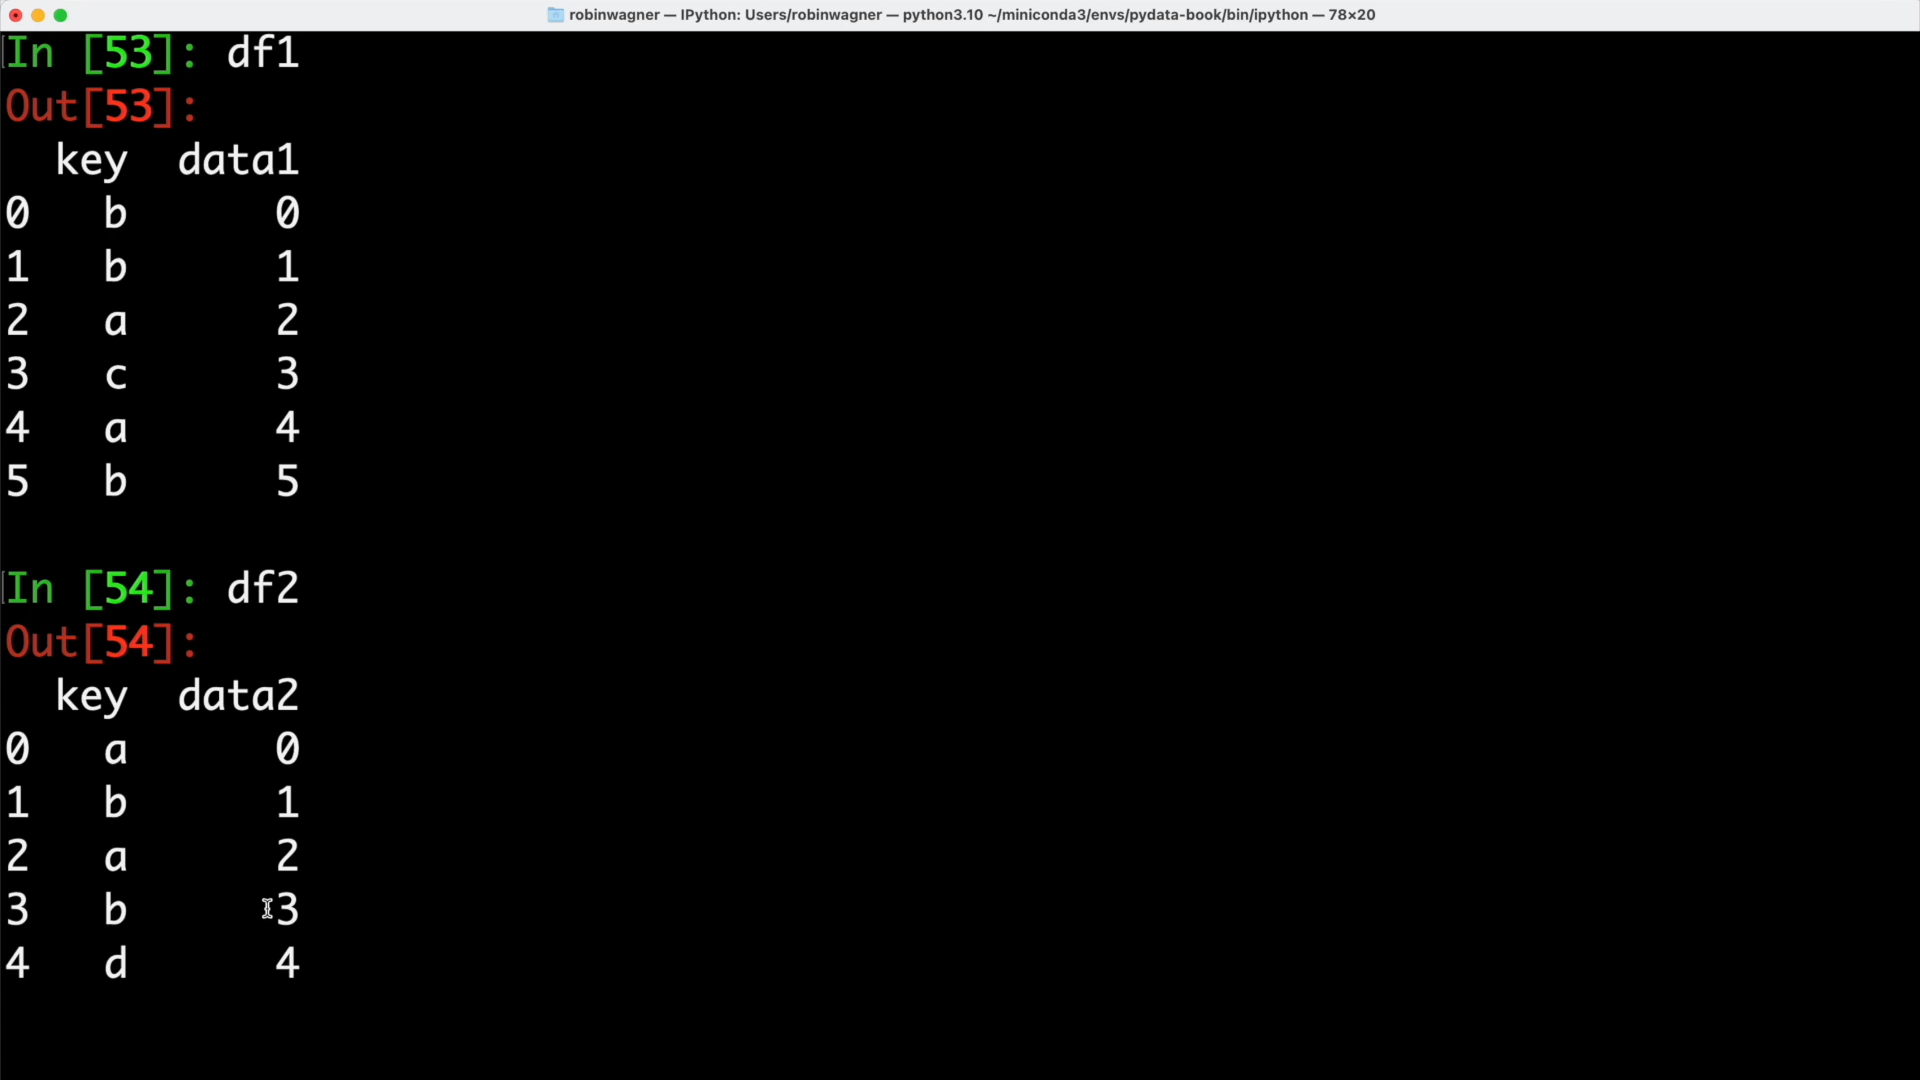 robinwagner — IPython: Users/robinwagner — python3.10 ~/miniconda3/envs/pydata-book/bin/ipython — 78×20
In [53]: df1
Out[53]:
key data1
0 b 0
1 b 1
2 a 2
3 c 3
4 a 4
5 b 5
In [54]: df2
Out[54]:
key data2
0 a 0
1 b 1
2 a 2
3 b 3
4 d 4